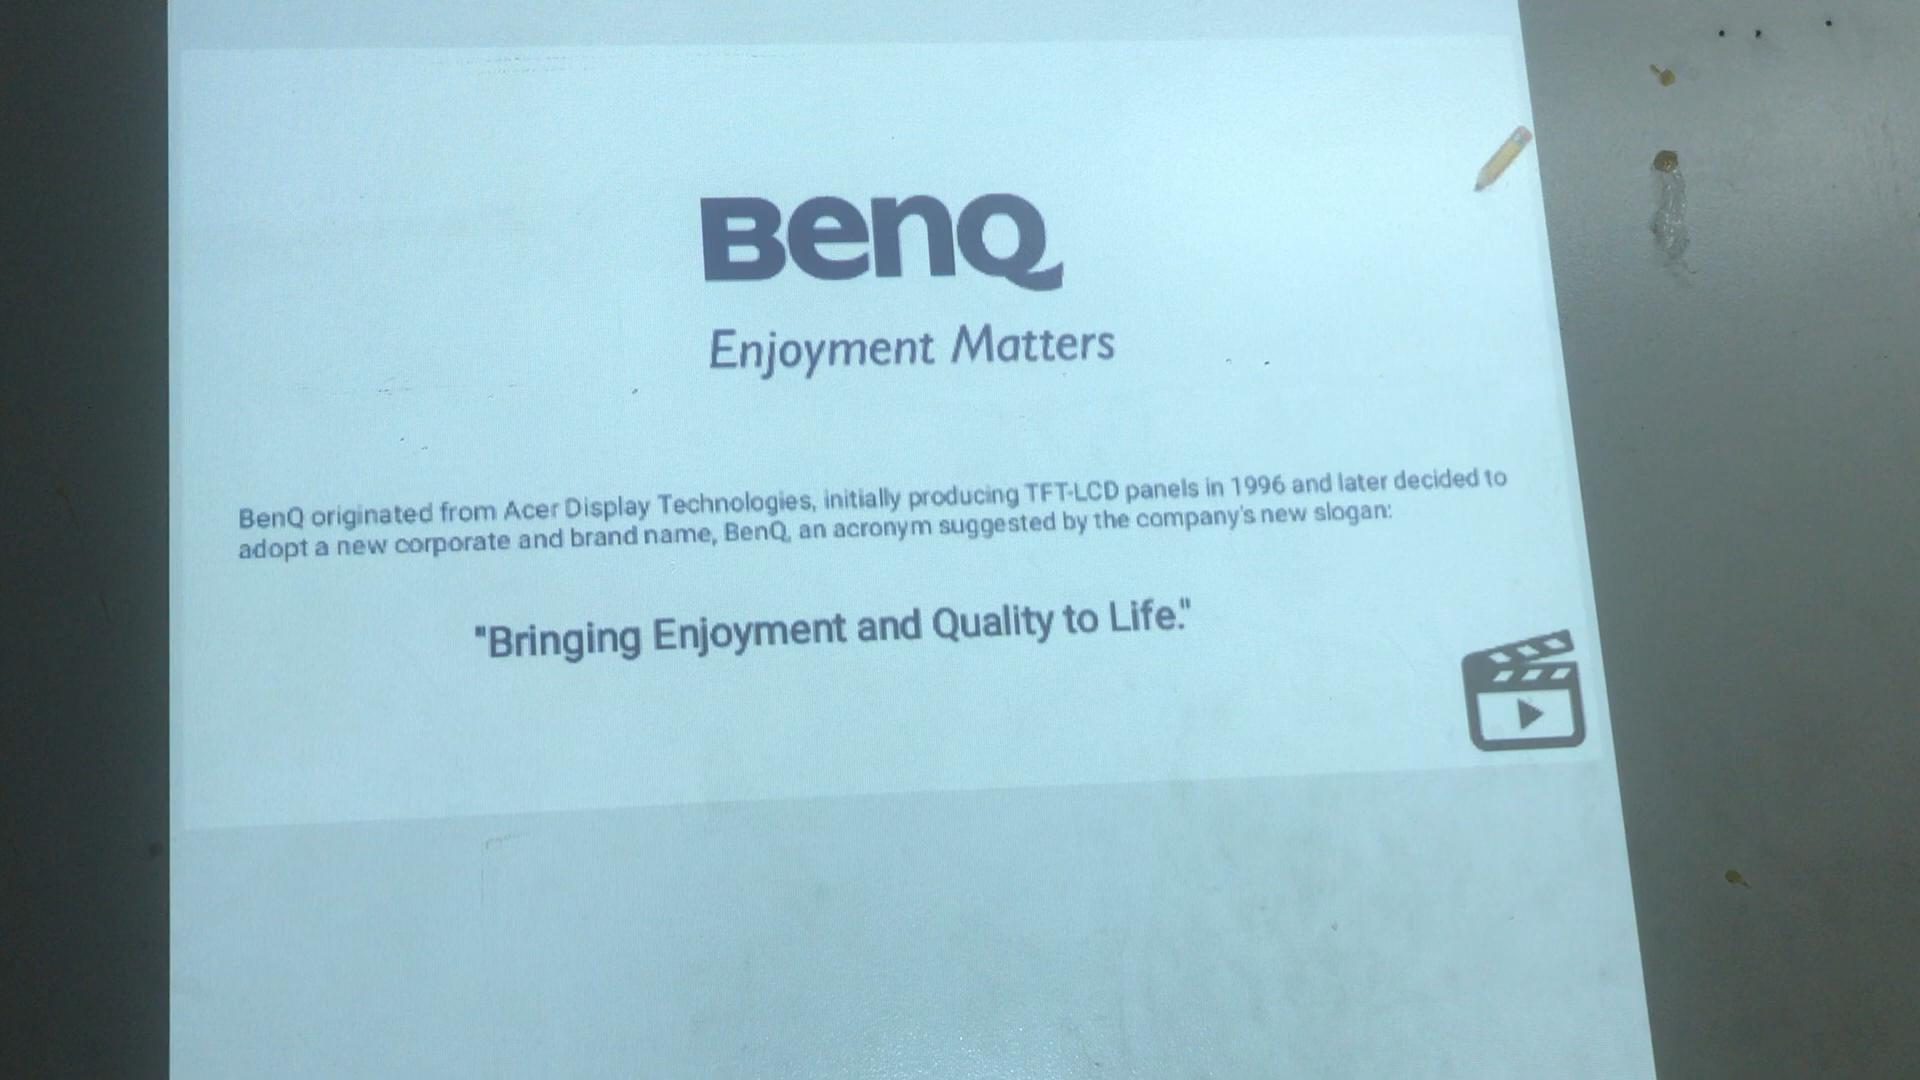 BenQ
Enjoyment Matters
BenQ originated from Acer Display Technologies, initially producing TFT-LCD panels in 1996 and later decided to
adopt a new corporate and brand name, BenQ, an acronym suggested by the company's new slogan:
"Bringing Enjoyment and Quality to Life."